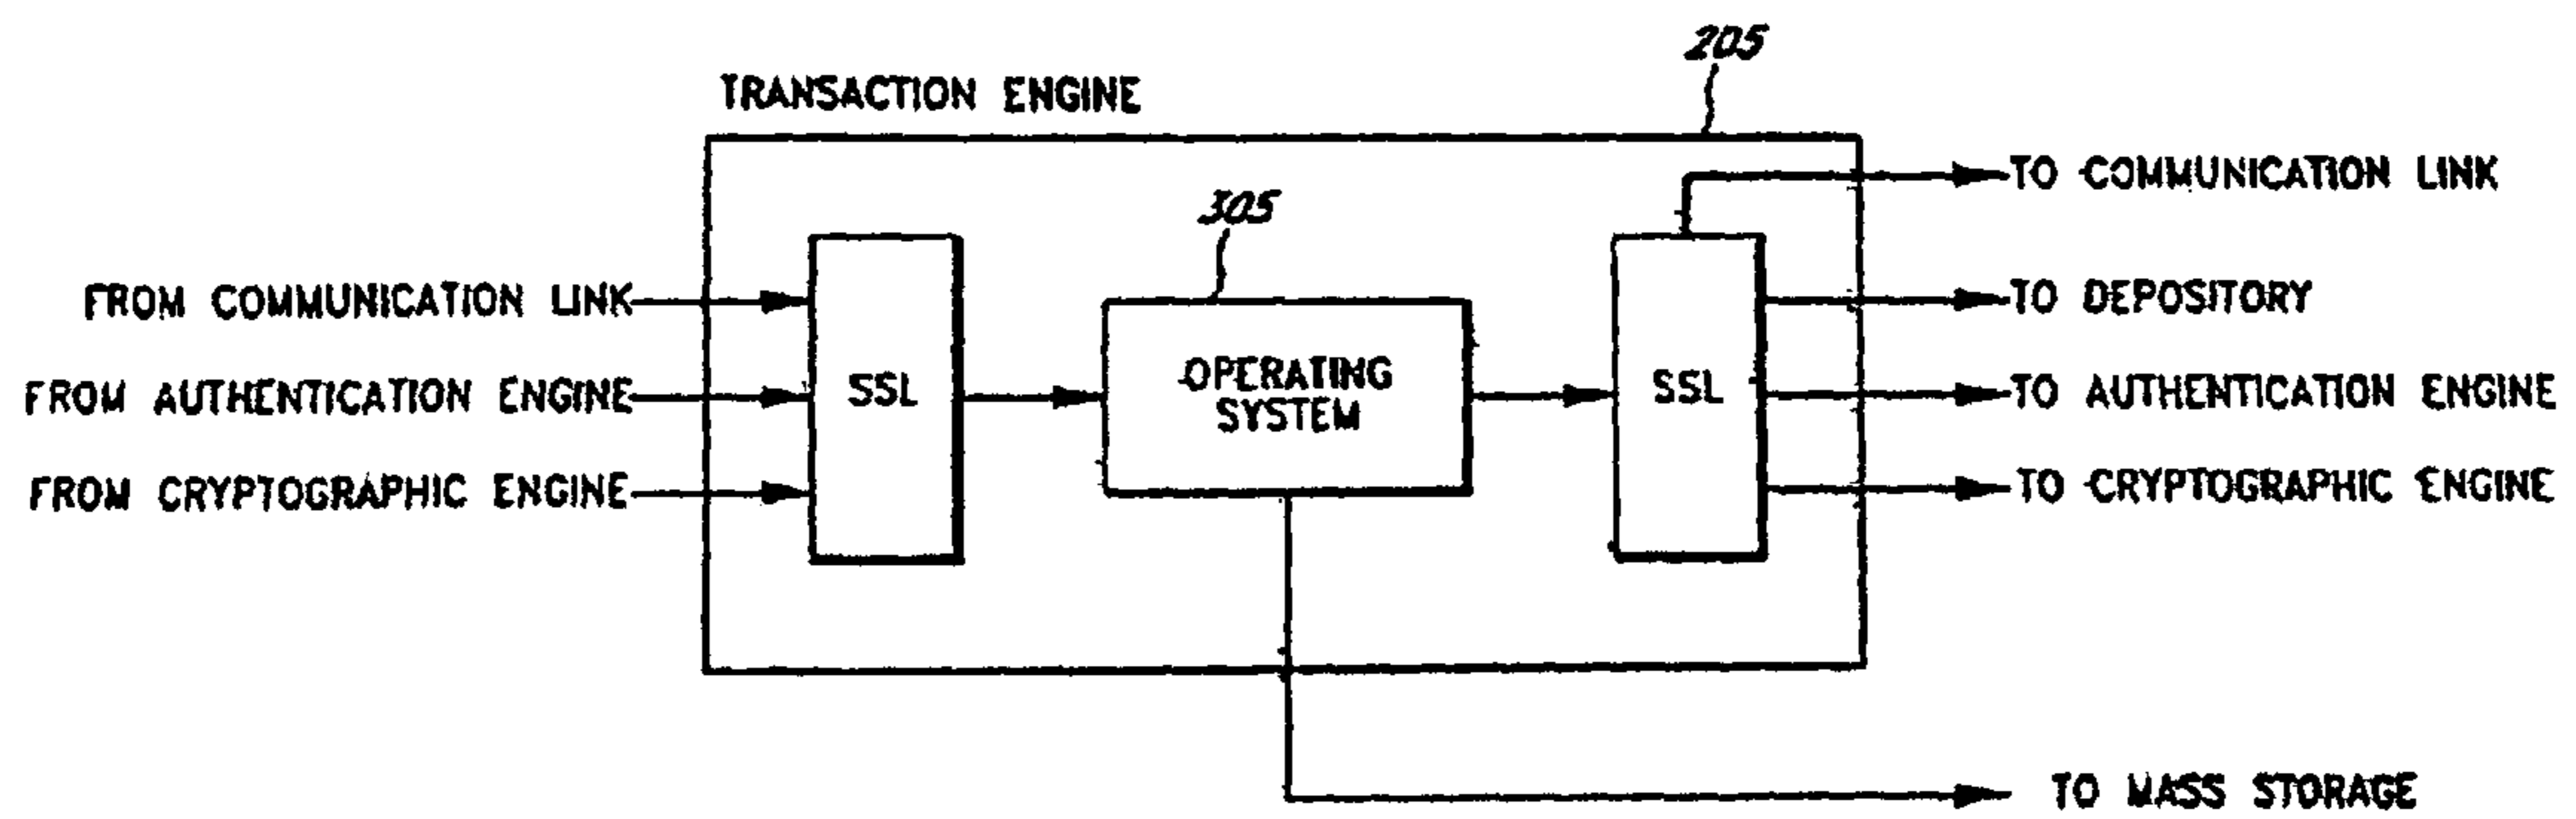 205
TRANSACTION ENGINE
TO COMMUNICATION LINK
305
FROM COMMUNICATION LINK
TO DEPOSITORY
FROM AUTHENTICATION ENGINE
SSL
OPERATING
SYSTEM
SSL
TO AUTHENTICATION ENGINE
FROM CRYPTOGRAPHIC ENGINE
TO CRYPTOGRAPHIC ENGINE
TO MASS STORAGE